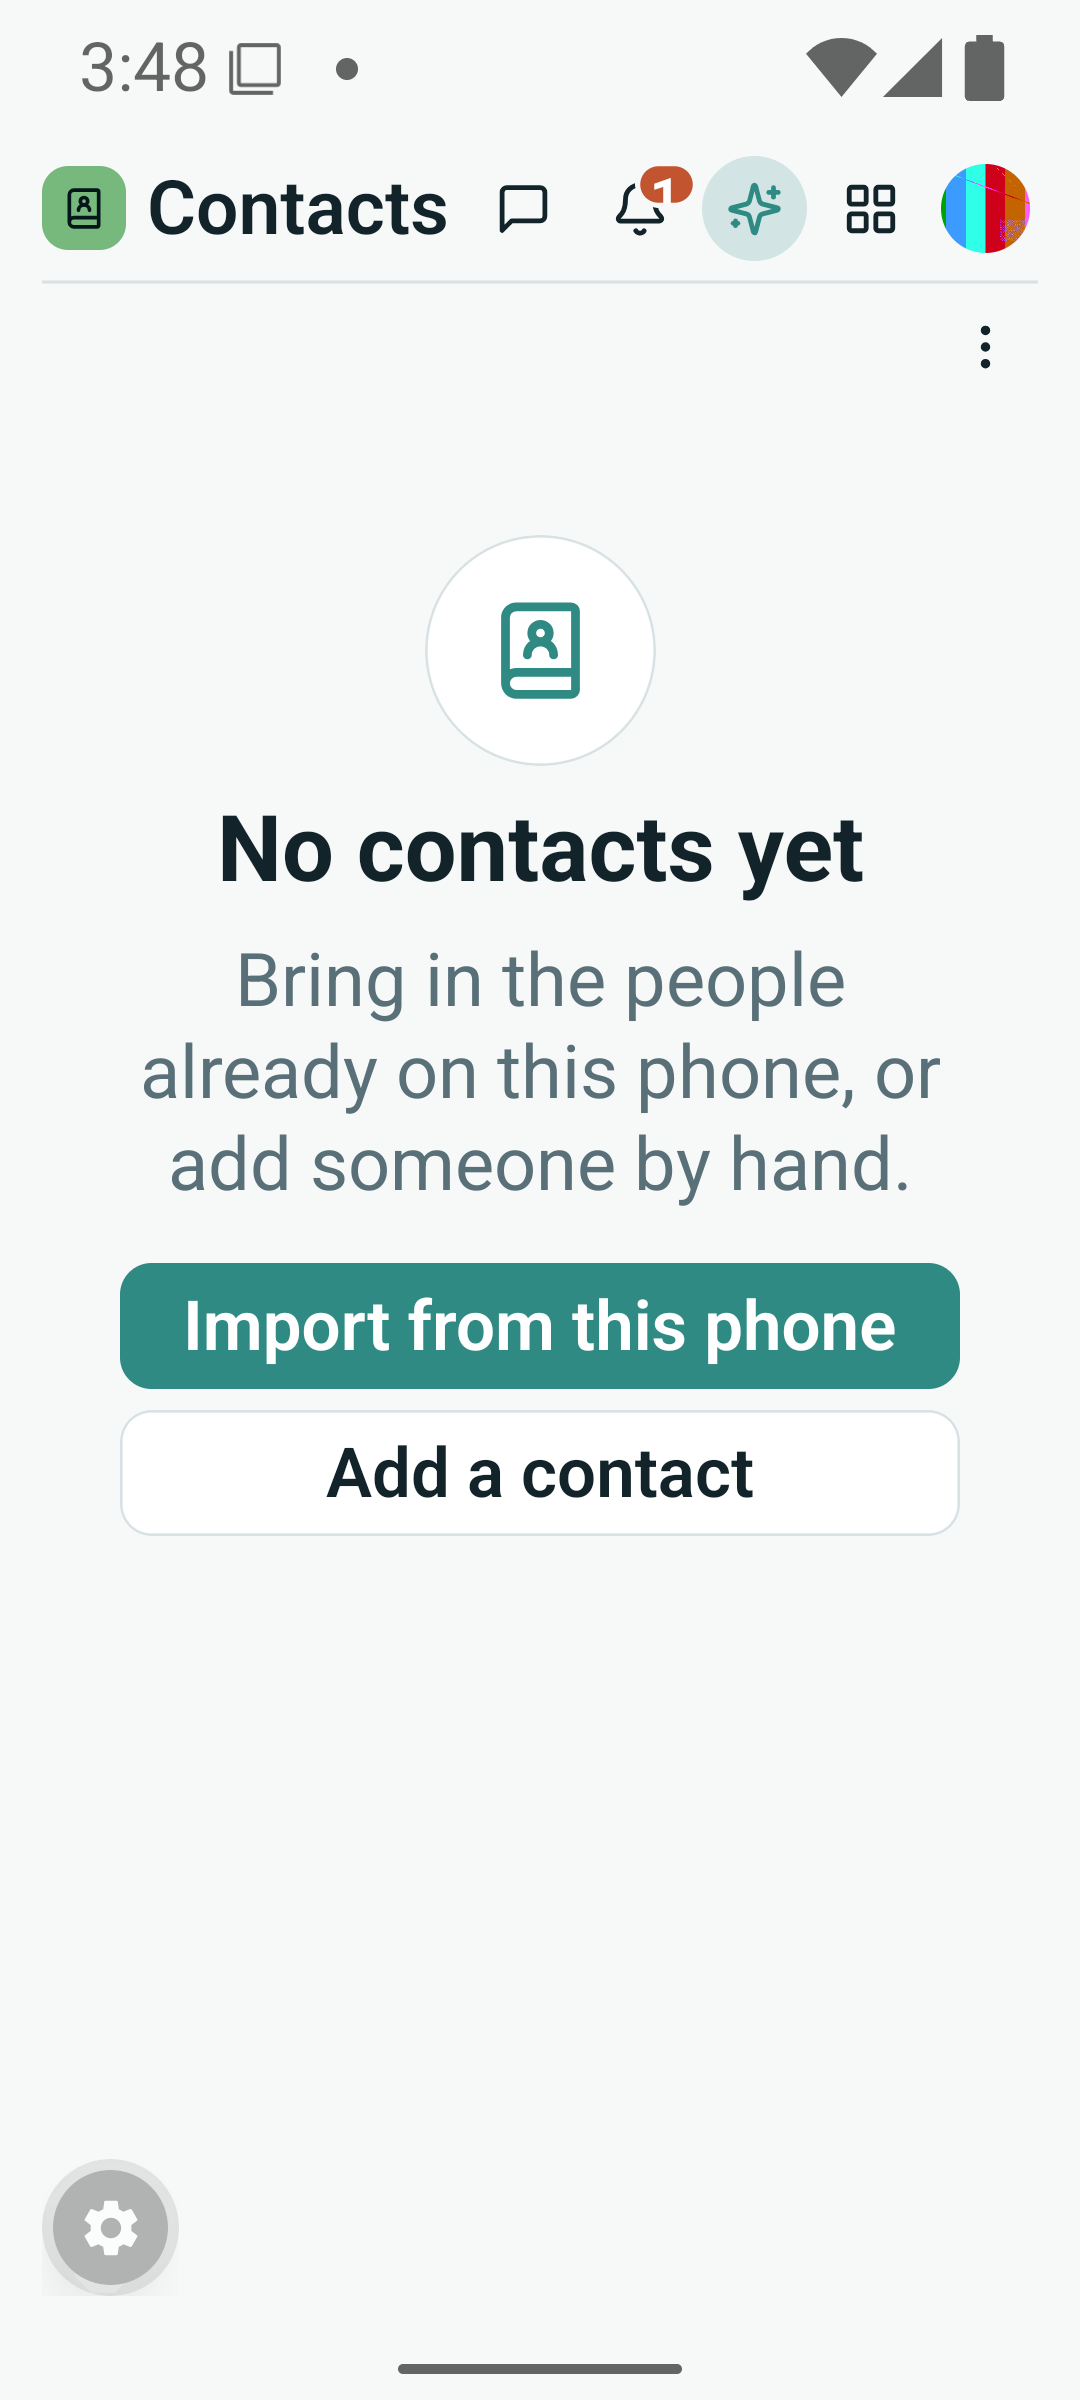 3:48
Contacts
1
No contacts yet
Bring in the people
already on this phone, or
add someone by hand.
Import from this phone
Add a contact